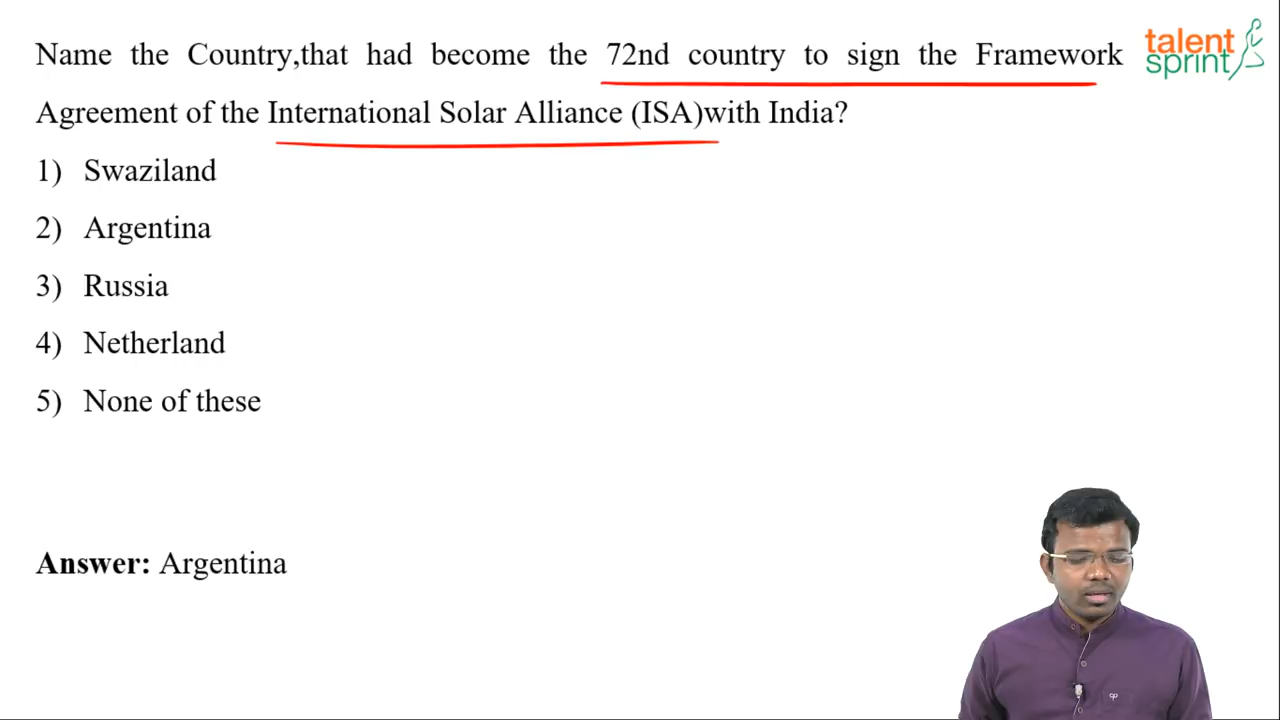 Name the Country,that had become the 72nd country to sign the Framework
Agreement of the International Solar Alliance (ISA)with India?
1) Swaziland
2) Argentina
3) Russia
4) Netherland
5) None of these
Answer: Argentina
talent
sprint